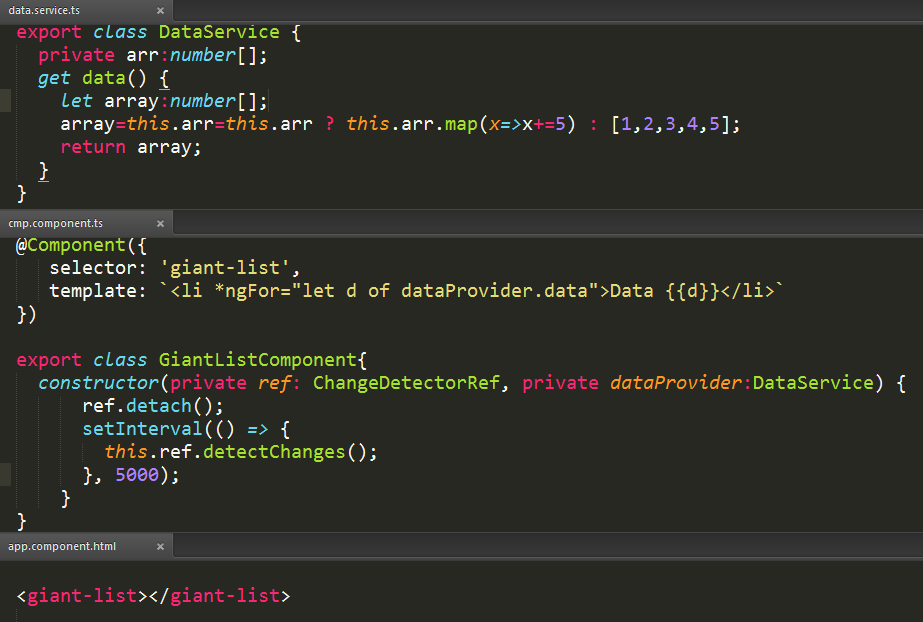 data.service.ts ×
export class DataService {
private arr:number[];
get data() {
let array:number[];
array=this.arr=this.arr ? this.arr.map(x=>x+=5) : [1,2,3,4,5];
return array;
}
}
cmp.component.ts ×
@Component({
selector: 'giant-list',
template: `<li *ngFor="let d of dataProvider.data">Data {{d}}</li>`
})
export class GiantListComponent{
constructor(private ref: ChangeDetectorRef, private dataProvider:DataService) {
ref.detach();
setInterval(() => {
this.ref.detectChanges();
}, 5000);
}
}
app.component.html ×
<giant-list></giant-list>